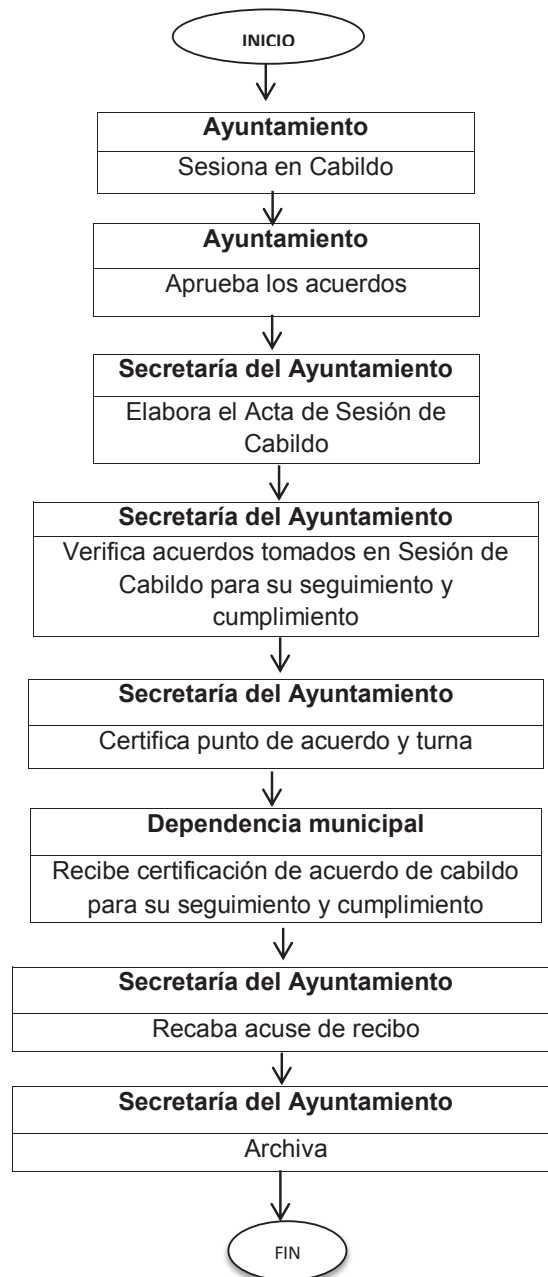 INICIO
Ayuntamiento
Sesiona en Cabildo
Ayuntamiento
Aprueba los acuerdos
Secretaría del Ayuntamiento
Elabora el Acta de Sesión de
Cabildo
Secretaría del Ayuntamiento
Verifica acuerdos tomados en Sesión de
Cabildo para su seguimiento y
cumplimiento
Secretaría del Ayuntamiento
Certifica punto de acuerdo y turna
Dependencia municipal
Recibe certificación de acuerdo de cabildo
para su seguimiento y cumplimiento
Secretaría del Ayuntamiento
Recaba acuse de recibo
Secretaría del Ayuntamiento
Archiva
FIN